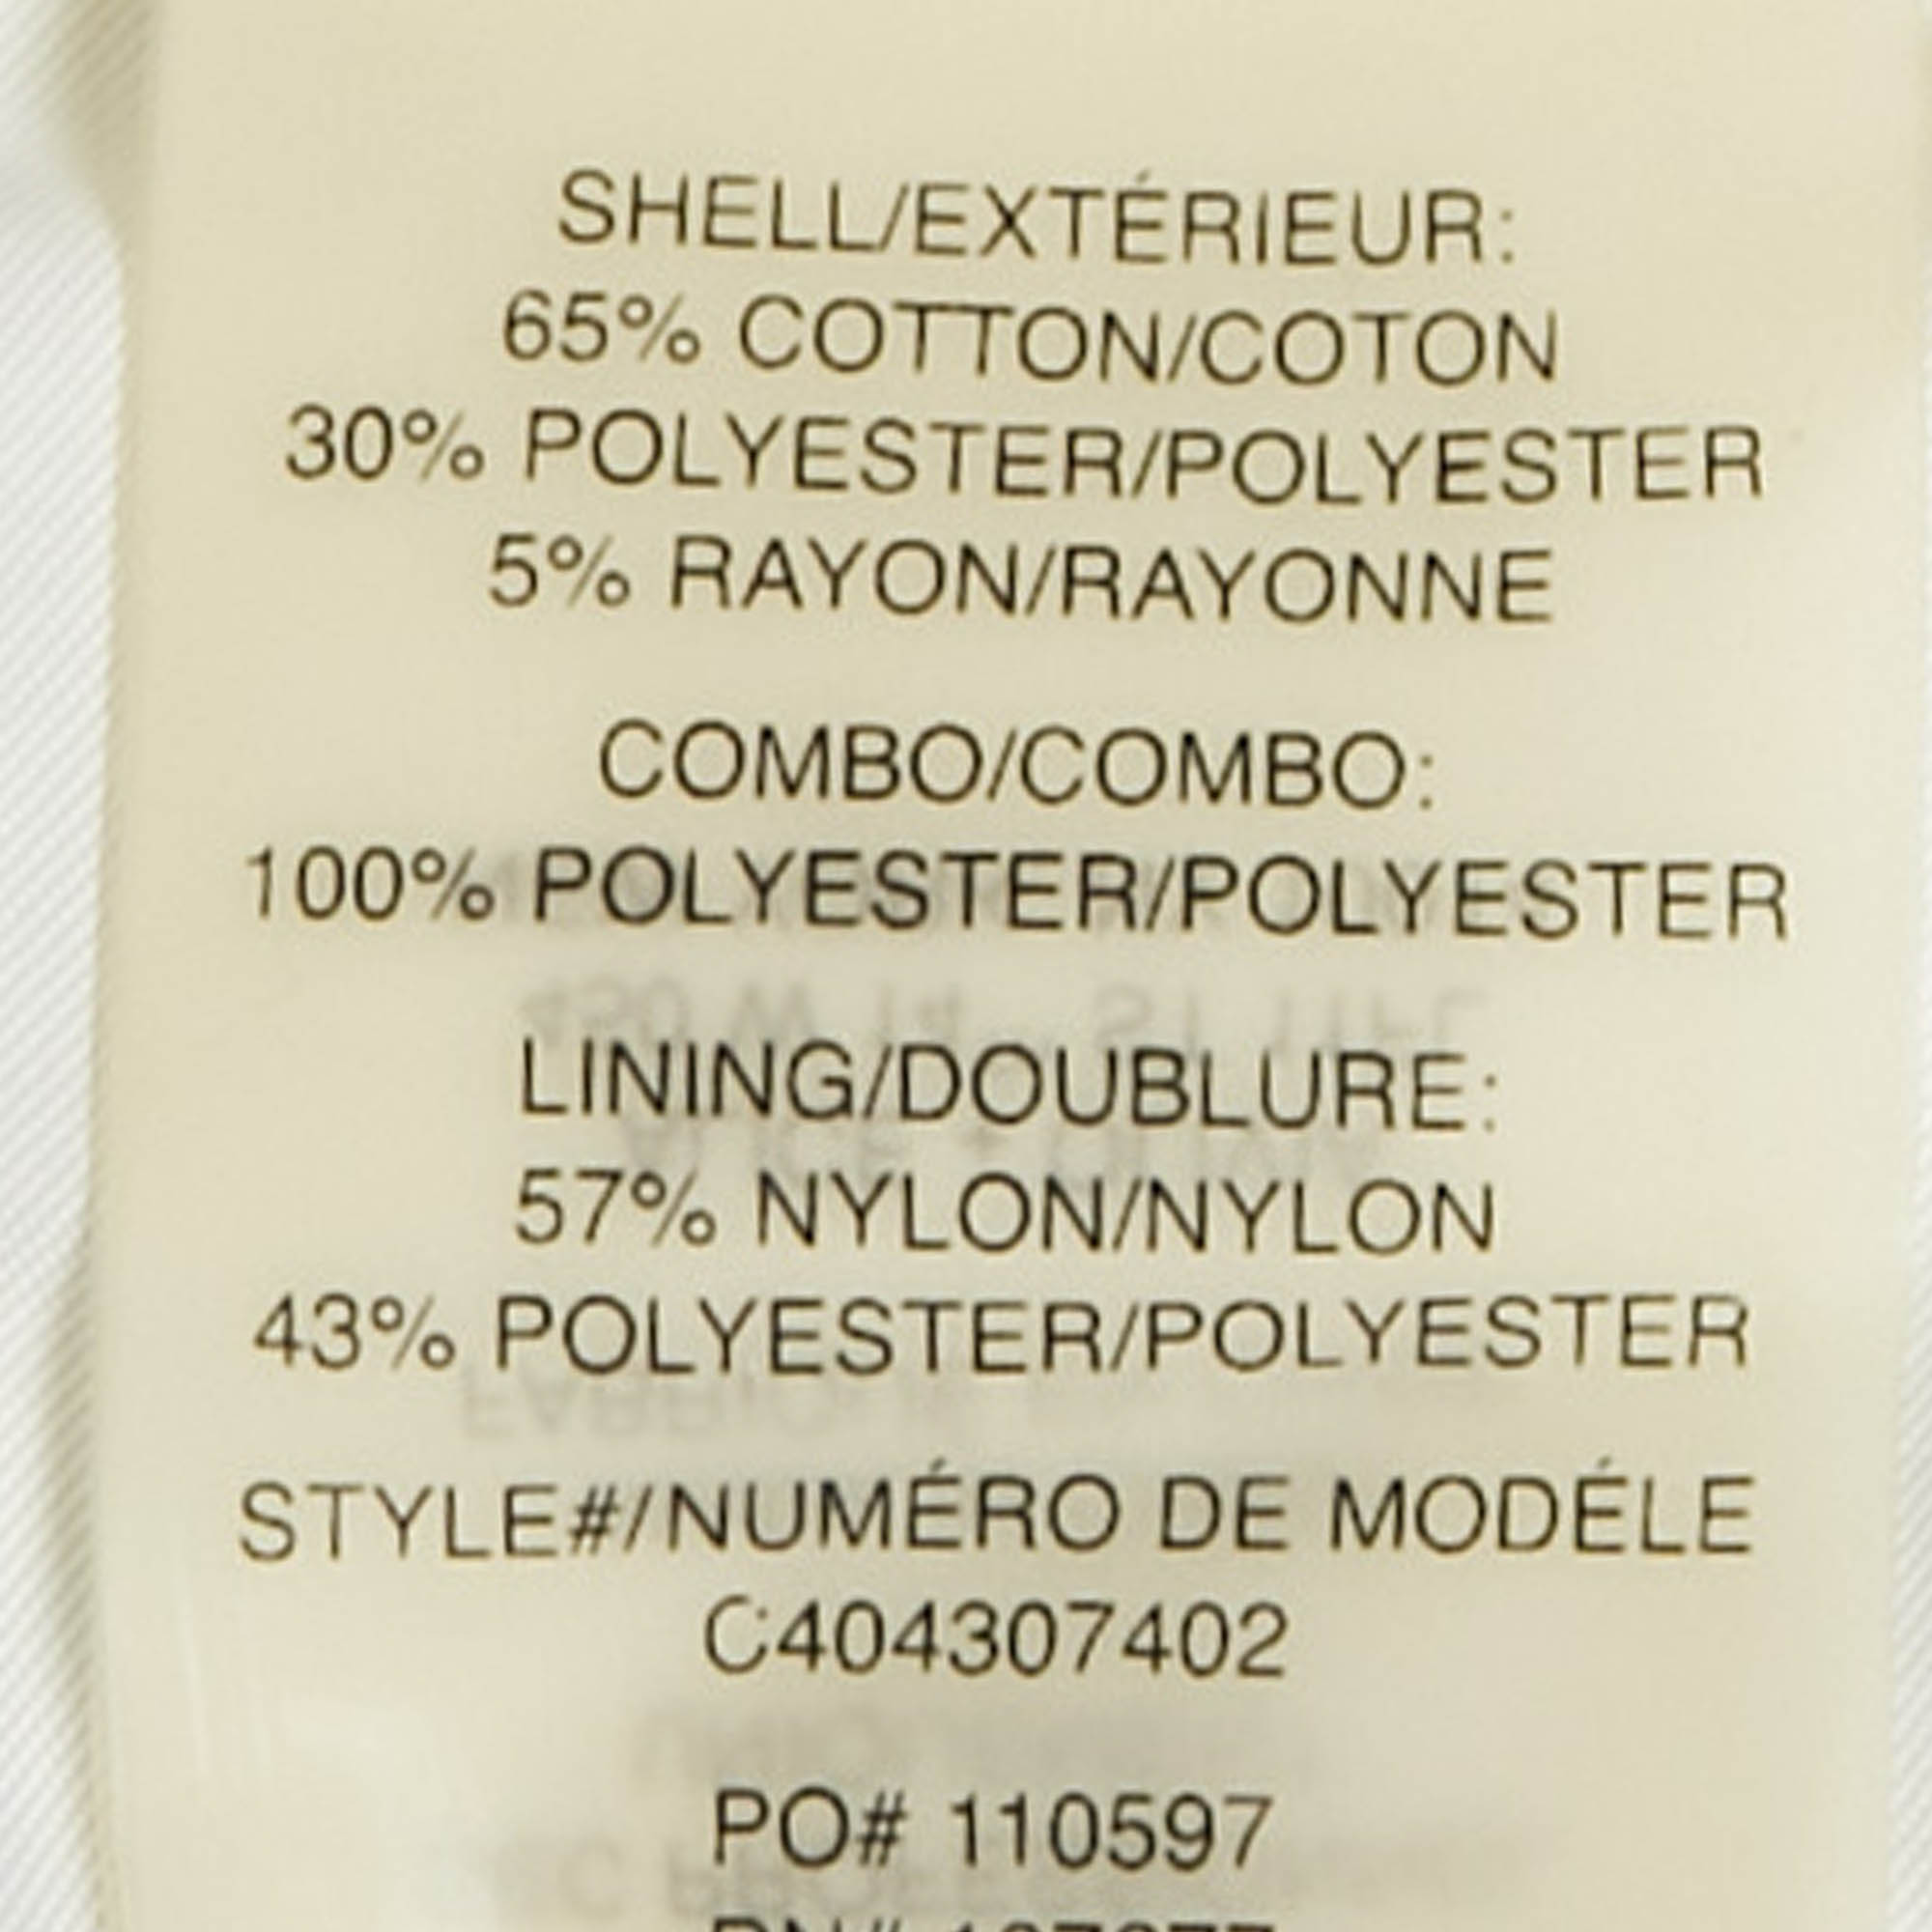 SHELL/EXTÉRIEUR:
65% COTTON/COTON
30% POLYESTER/POLYESTER
5% RAYON/RAYONNE
COMBO/COMBO:
100% POLYESTER/POLYESTER
LINING/DOUBLURE:
57% NYLON/NYLON
43% POLYESTER/POLYESTER
STYLE#/NUMÉRO DE MODÉLE
C404307402
PO# 110597